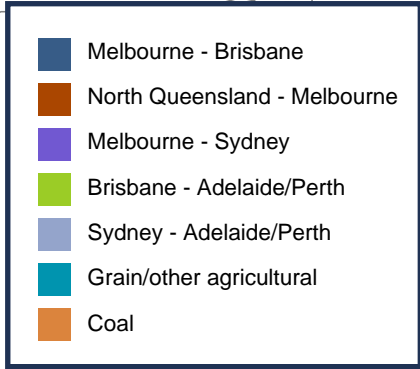 Melbourne - Brisbane
North Queensland - Melbourne
Melbourne - Sydney
Brisbane - Adelaide/Perth
Sydney - Adelaide/Perth
Grain/other agricultural
Coal